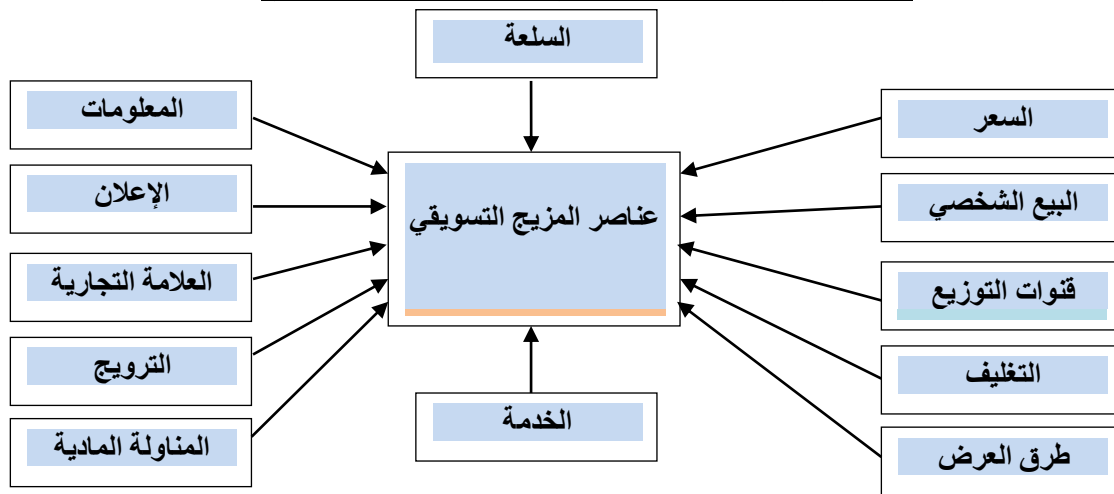 السلعة
السعر
المعلومات
البيع الشخصي
الإعلان
عناصر المزيج التسويقي
قنوات التوزيع
العلامة التجارية
التغليف
الترويج
الخدمة
طرق العرض
المناولة المادية